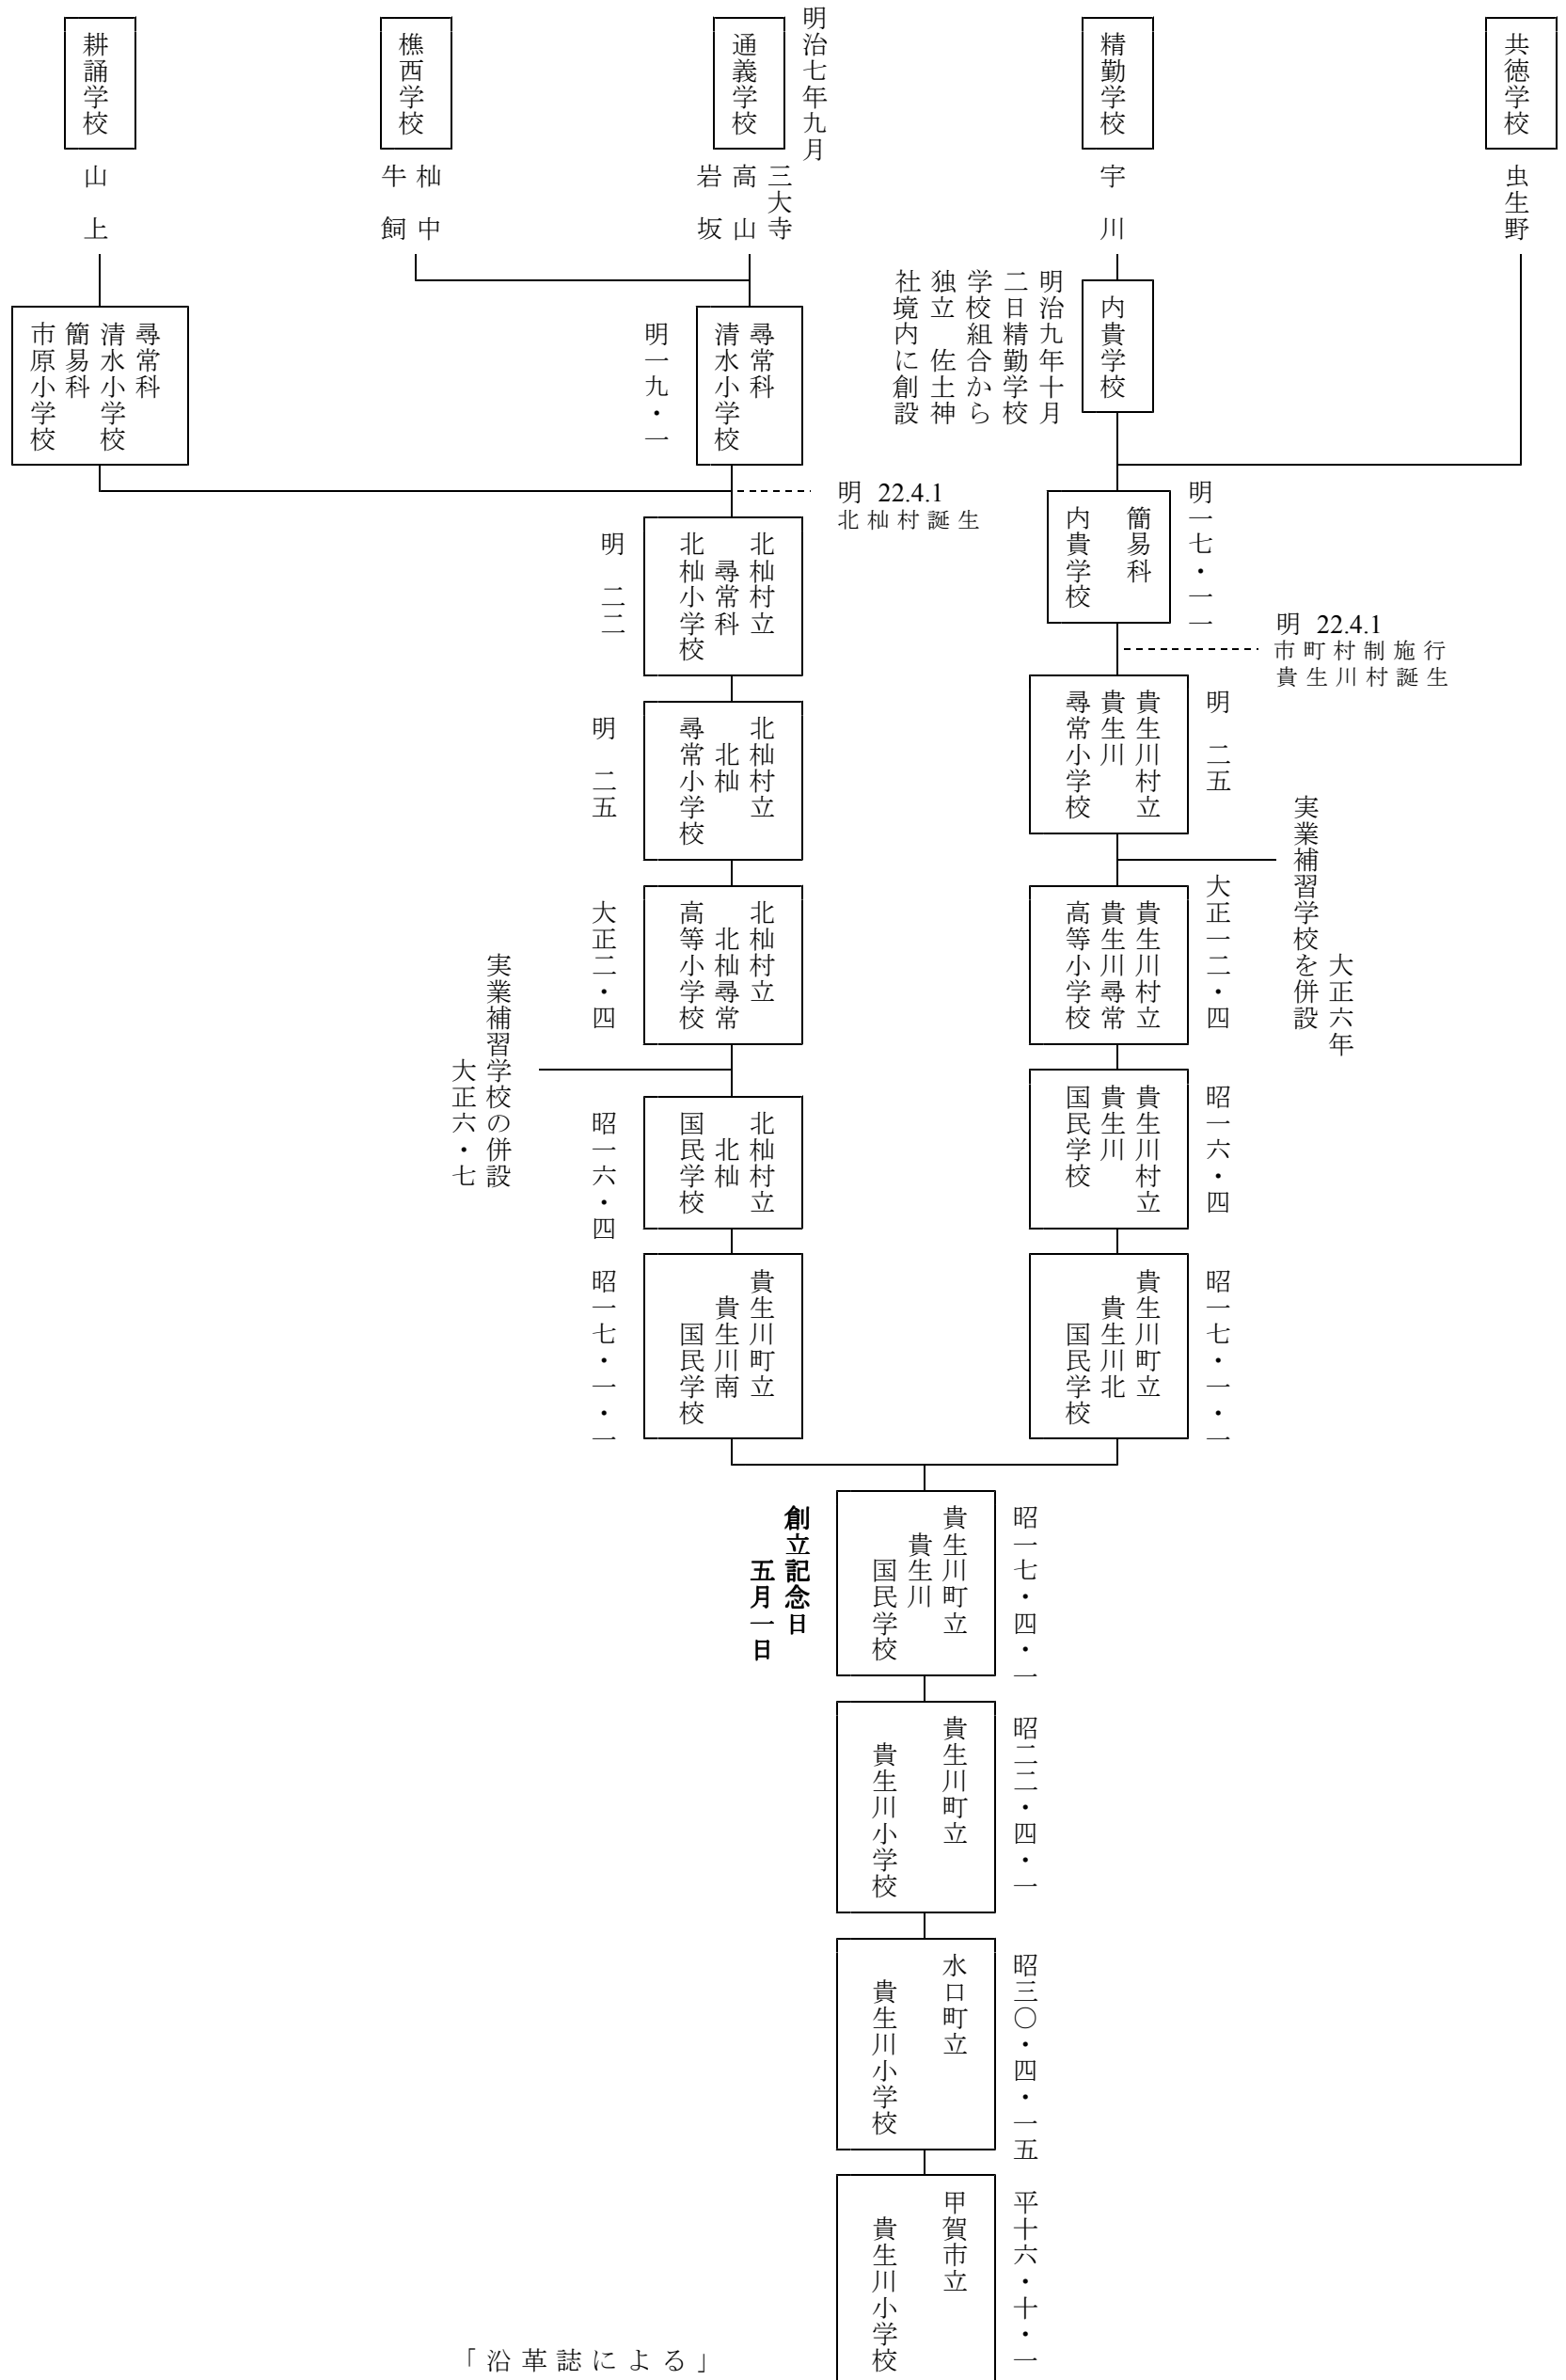 共徳学校
虫生野
精勤学校
宇川
内貴学校
明治九年十月
二日精勤学校
学校組合から
独立 佐土神
社境内に創設
明治七年九月
通義学校
三大寺
高山
岩坂
樵西学校
杣中
牛飼
耕誦学校
山上
尋常科
清水小学校
明一九・一
尋常科
清水小学校
簡易科
市原小学校
明一七・一一
簡易科
内貴学校
明 22.4.1
市町村制施行
貴生川村誕生
明 二五
貴生川村立
貴生川
尋常小学校
大正六年
実業補習学校を併設
大正一二・四
貴生川村立
貴生川尋常
高等小学校
昭一六・四
貴生川村立
貴生川
国民学校
昭一七・一・一
貴生川町立
貴生川北
国民学校
明 22.4.1
北杣村誕生
北杣村立
尋常科
北杣小学校
明 二二
北杣村立
北杣
尋常小学校
明 二五
北杣村立
北杣尋常
高等小学校
大正二・四
実業補習学校の併設
大正六・七
北杣村立
北杣
国民学校
昭一六・四
貴生川町立
貴生川南
国民学校
昭一七・一・一
昭一七・四・一
貴生川町立
貴生川
国民学校
創立記念日
五月一日
昭二二・四・一
貴生川町立
貴生川小学校
昭三〇・四・一五
水口町立
貴生川小学校
平十六・十・一
甲賀市立
貴生川小学校
「沿革誌による」